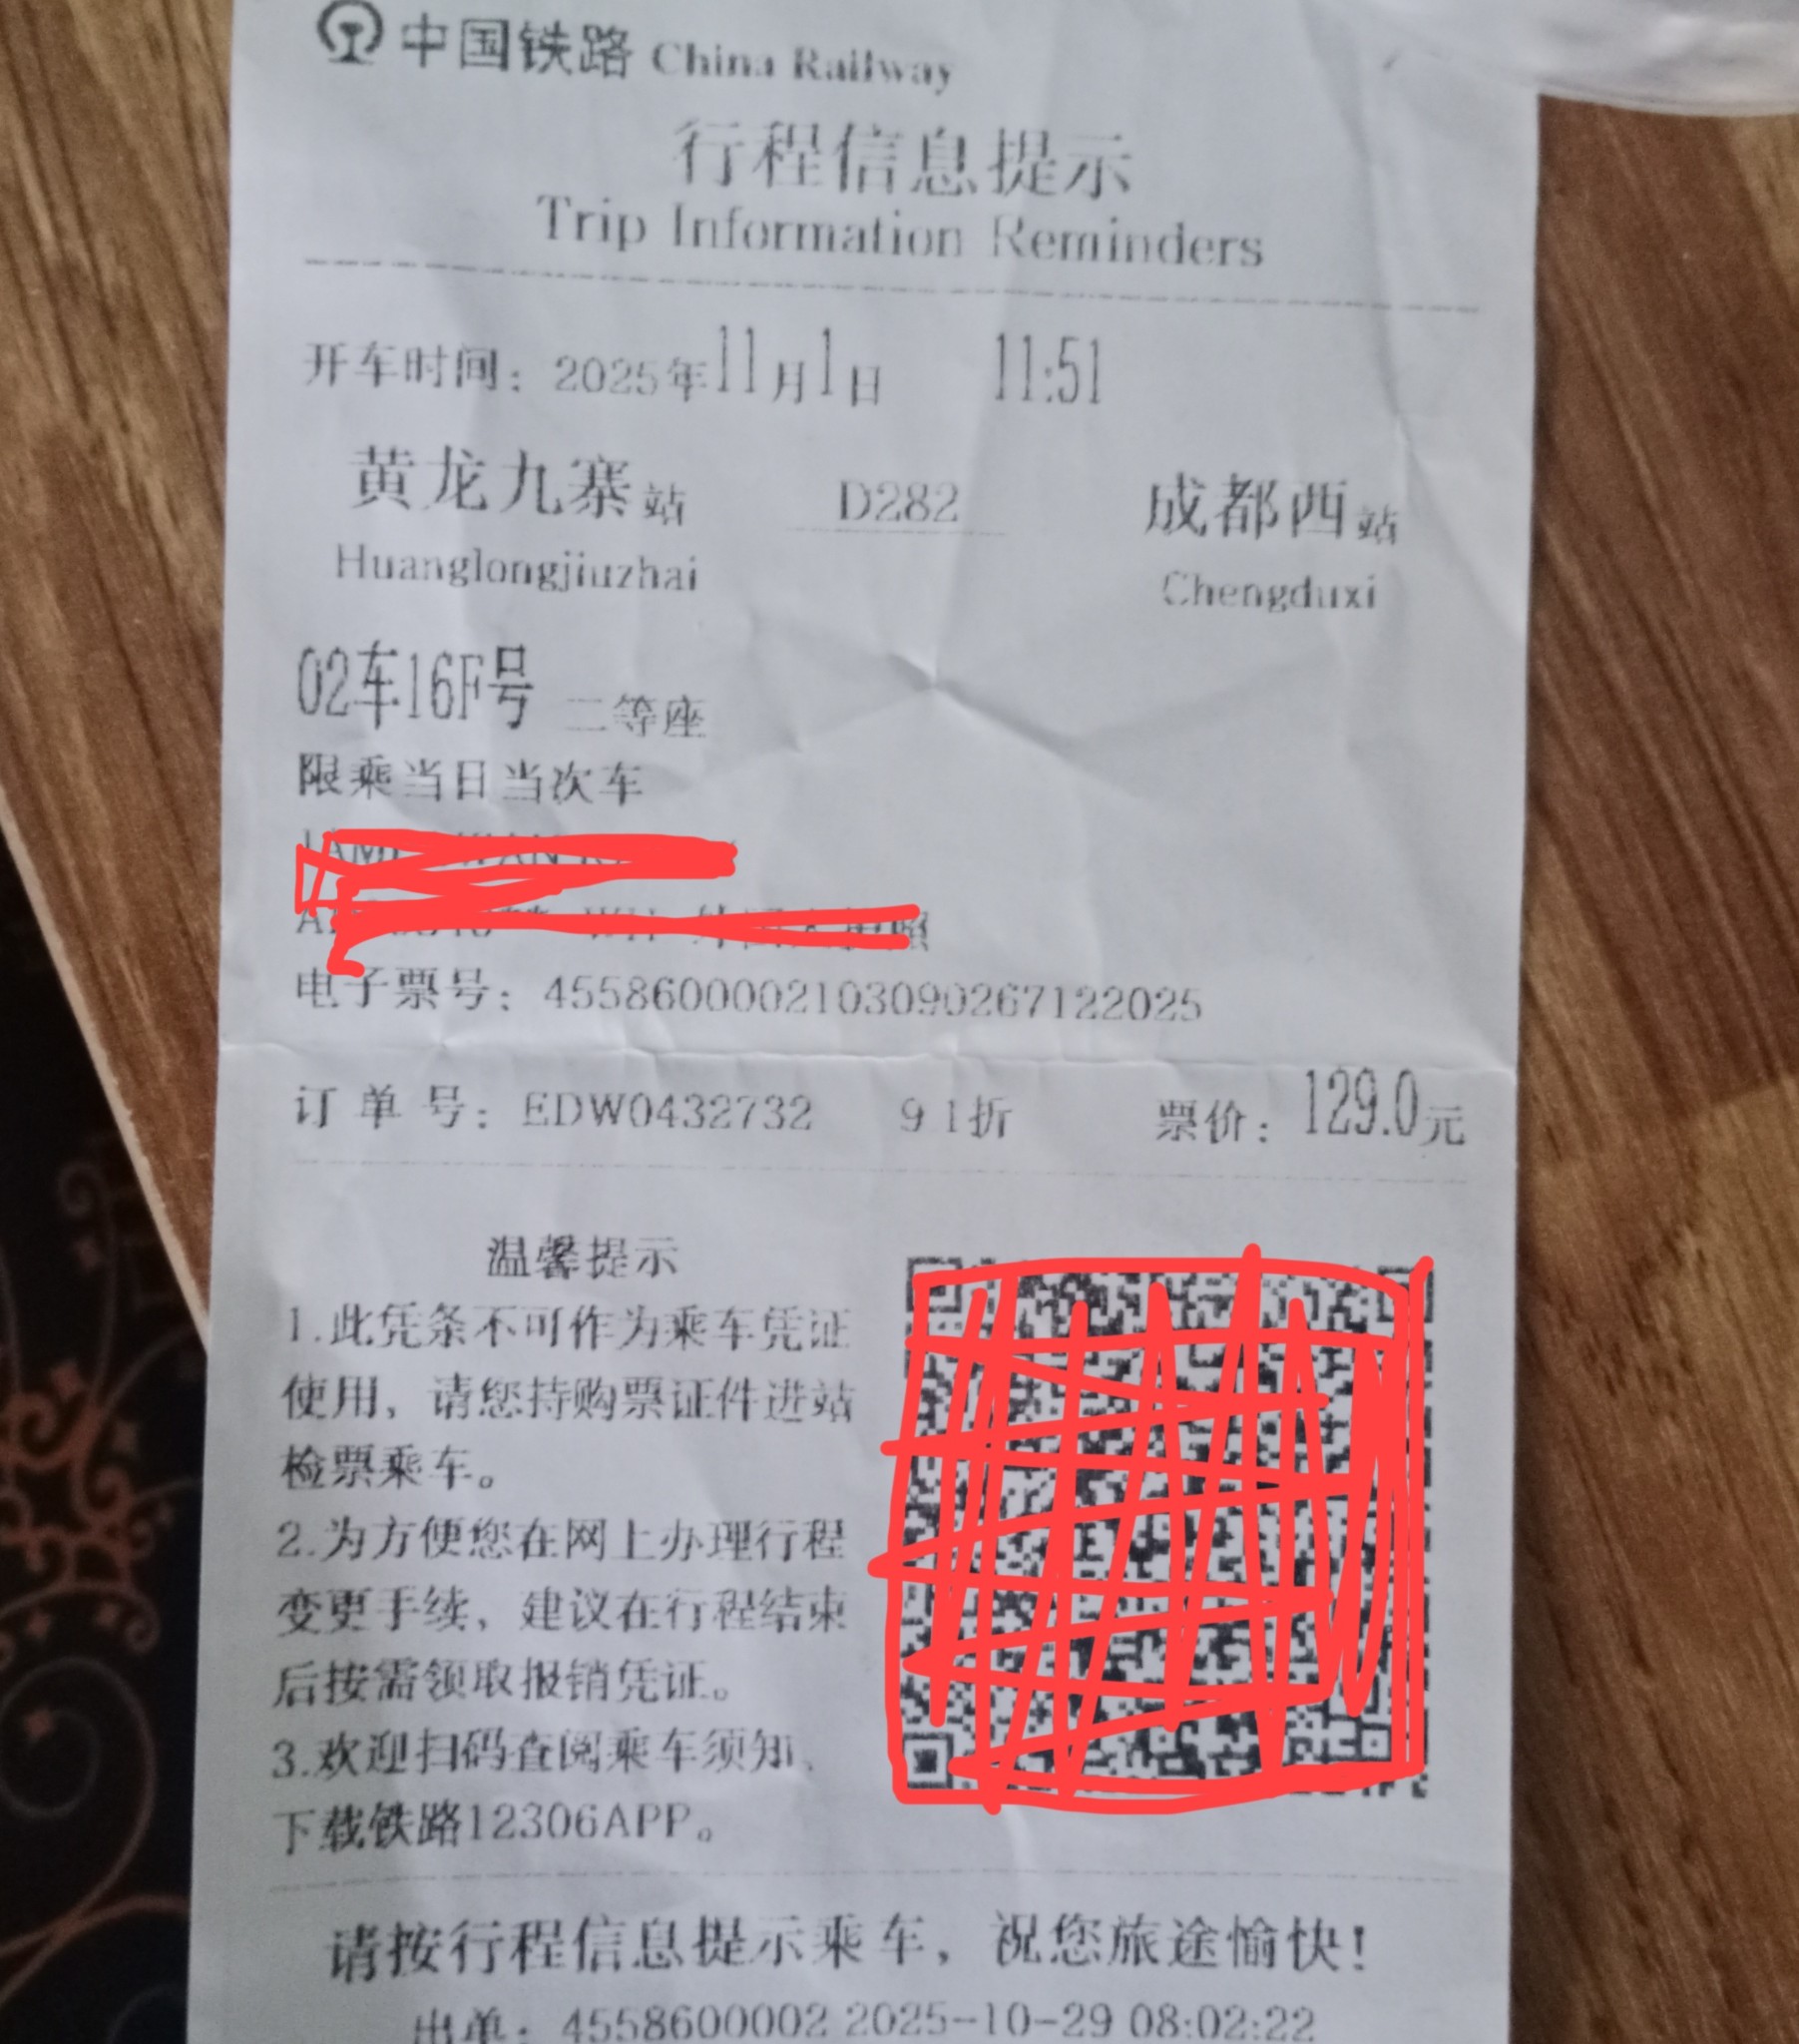 中国铁路 China Railway
行程信息提示
Trip Information Reminders
开车时间：2025年11月1日 11:51
黄龙九寨站 D282 成都西站
Huanglongjiuzhai Chengduxi
02车16F号 二等座
限乘当日当次车
电子票号：4558600002103090267122025
订单号：EDW0432732 91折 票价：129.0元
温馨提示
1.此凭条不可作为乘车凭证
使用，请您持购票证件进站
检票乘车。
2.为方便您在网上办理行程
变更手续，建议在行程结束
后按需领取报销凭证。
3.欢迎扫码查阅乘车须知、
下载铁路12306APP。
请按行程信息提示乘车，祝您旅途愉快！
出单：4558600002 2025-10-29 08:02:22